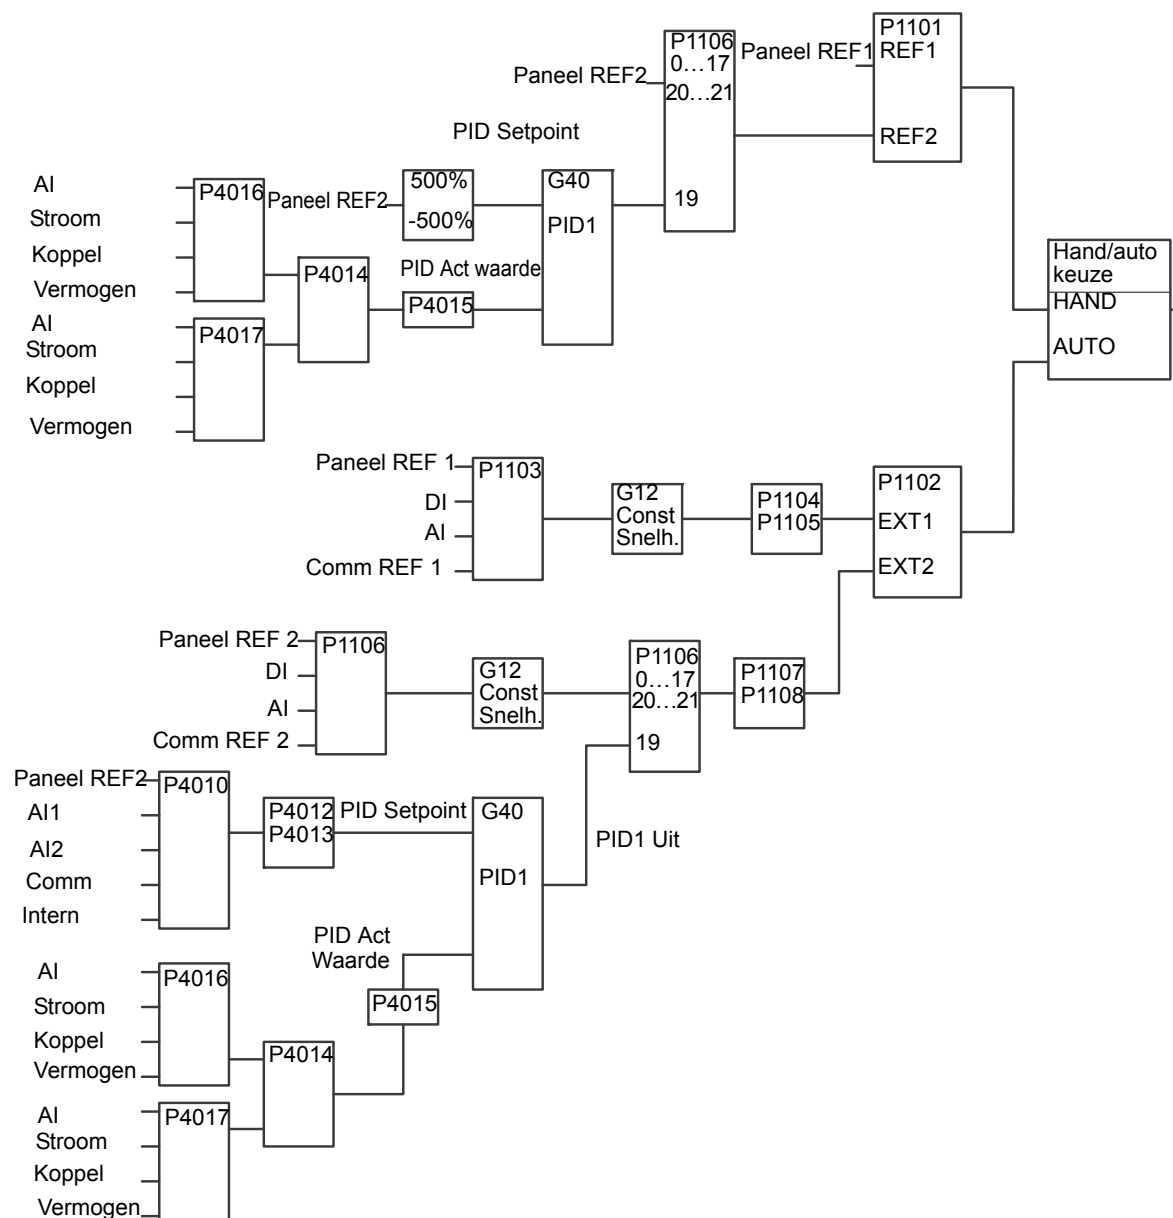 P1101
REF1
REF2
Paneel REF1
P1106
0...17
20...21
19
Paneel REF2
PID Setpoint
500%
-500%
Paneel REF2
G40
PID1
AI
Stroom
Koppel
Vermogen
P4016
P4014
PID Act waarde
P4015
AI
Stroom
Koppel
Vermogen
P4017
Hand/auto
keuze
HAND
AUTO
Paneel REF 1
DI
AI
Comm REF 1
P1103
G12
Const
Snelh.
P1104
P1105
P1102
EXT1
EXT2
Paneel REF 2
DI
AI
Comm REF 2
P1106
G12
Const
Snelh.
P1106
0...17
20...21
19
P1107
P1108
Paneel REF2
AI1
AI2
Comm
Intern
P4010
P4012
P4013
PID Setpoint
G40
PID1
PID1 Uit
PID Act
Waarde
P4015
AI
Stroom
Koppel
Vermogen
P4016
P4014
AI
Stroom
Koppel
Vermogen
P4017